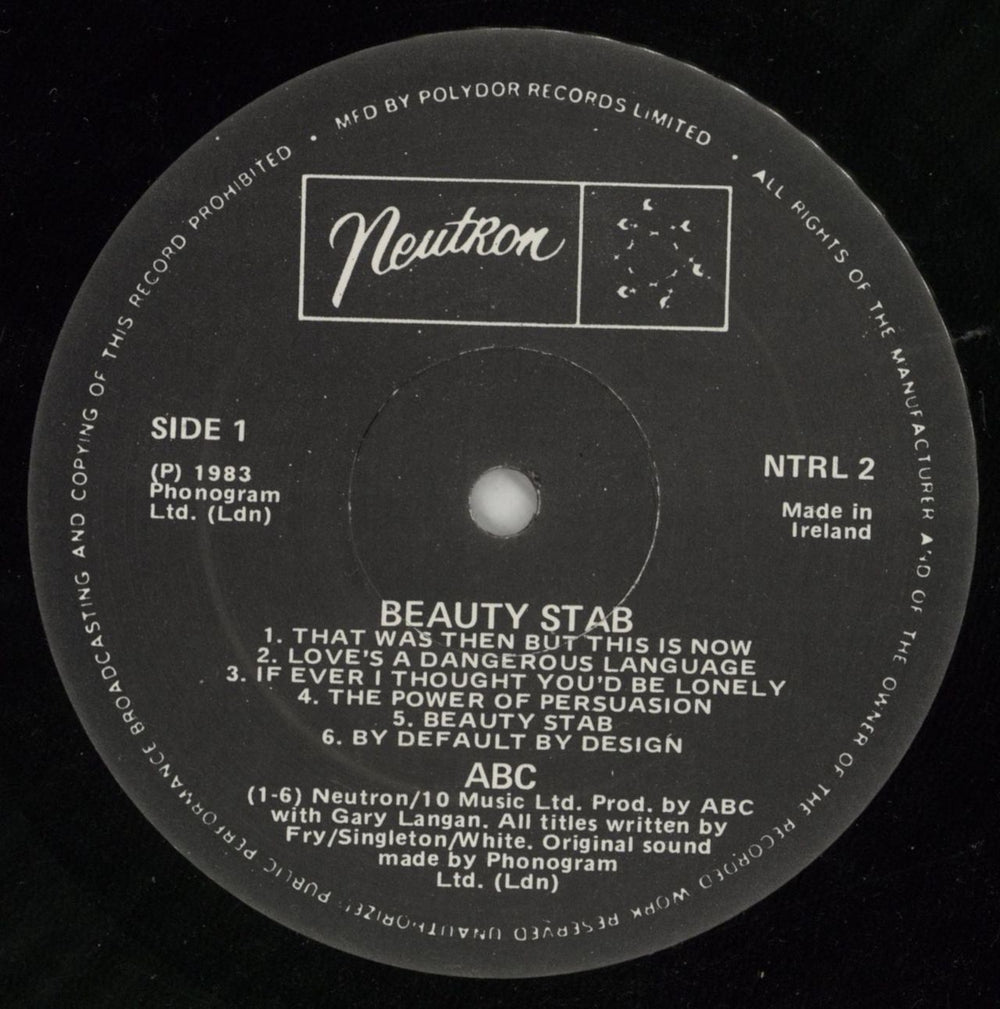 MFD BY POLYDOR RECORDS LIMITED • ALL RIGHTS OF THE MANUFACTURER AND OF THE OWNER OF THE RECORDED WORK RESERVED UNAUTHORIZED PUBLIC PERFORMANCE BROADCASTING AND COPYING OF THIS RECORD PROHIBITED •
Neutron
SIDE 1
(P) 1983
Phonogram
Ltd. (Ldn)
NTRL 2
Made in
Ireland
BEAUTY STAB
1. THAT WAS THEN BUT THIS IS NOW
2. LOVE'S A DANGEROUS LANGUAGE
3. IF EVER I THOUGHT YOU'D BE LONELY
4. THE POWER OF PERSUASION
5. BEAUTY STAB
6. BY DEFAULT BY DESIGN
ABC
(1-6) Neutron/10 Music Ltd. Prod. by ABC
with Gary Langan. All titles written by
Fry/Singleton/White. Original sound
made by Phonogram
Ltd. (Ldn)